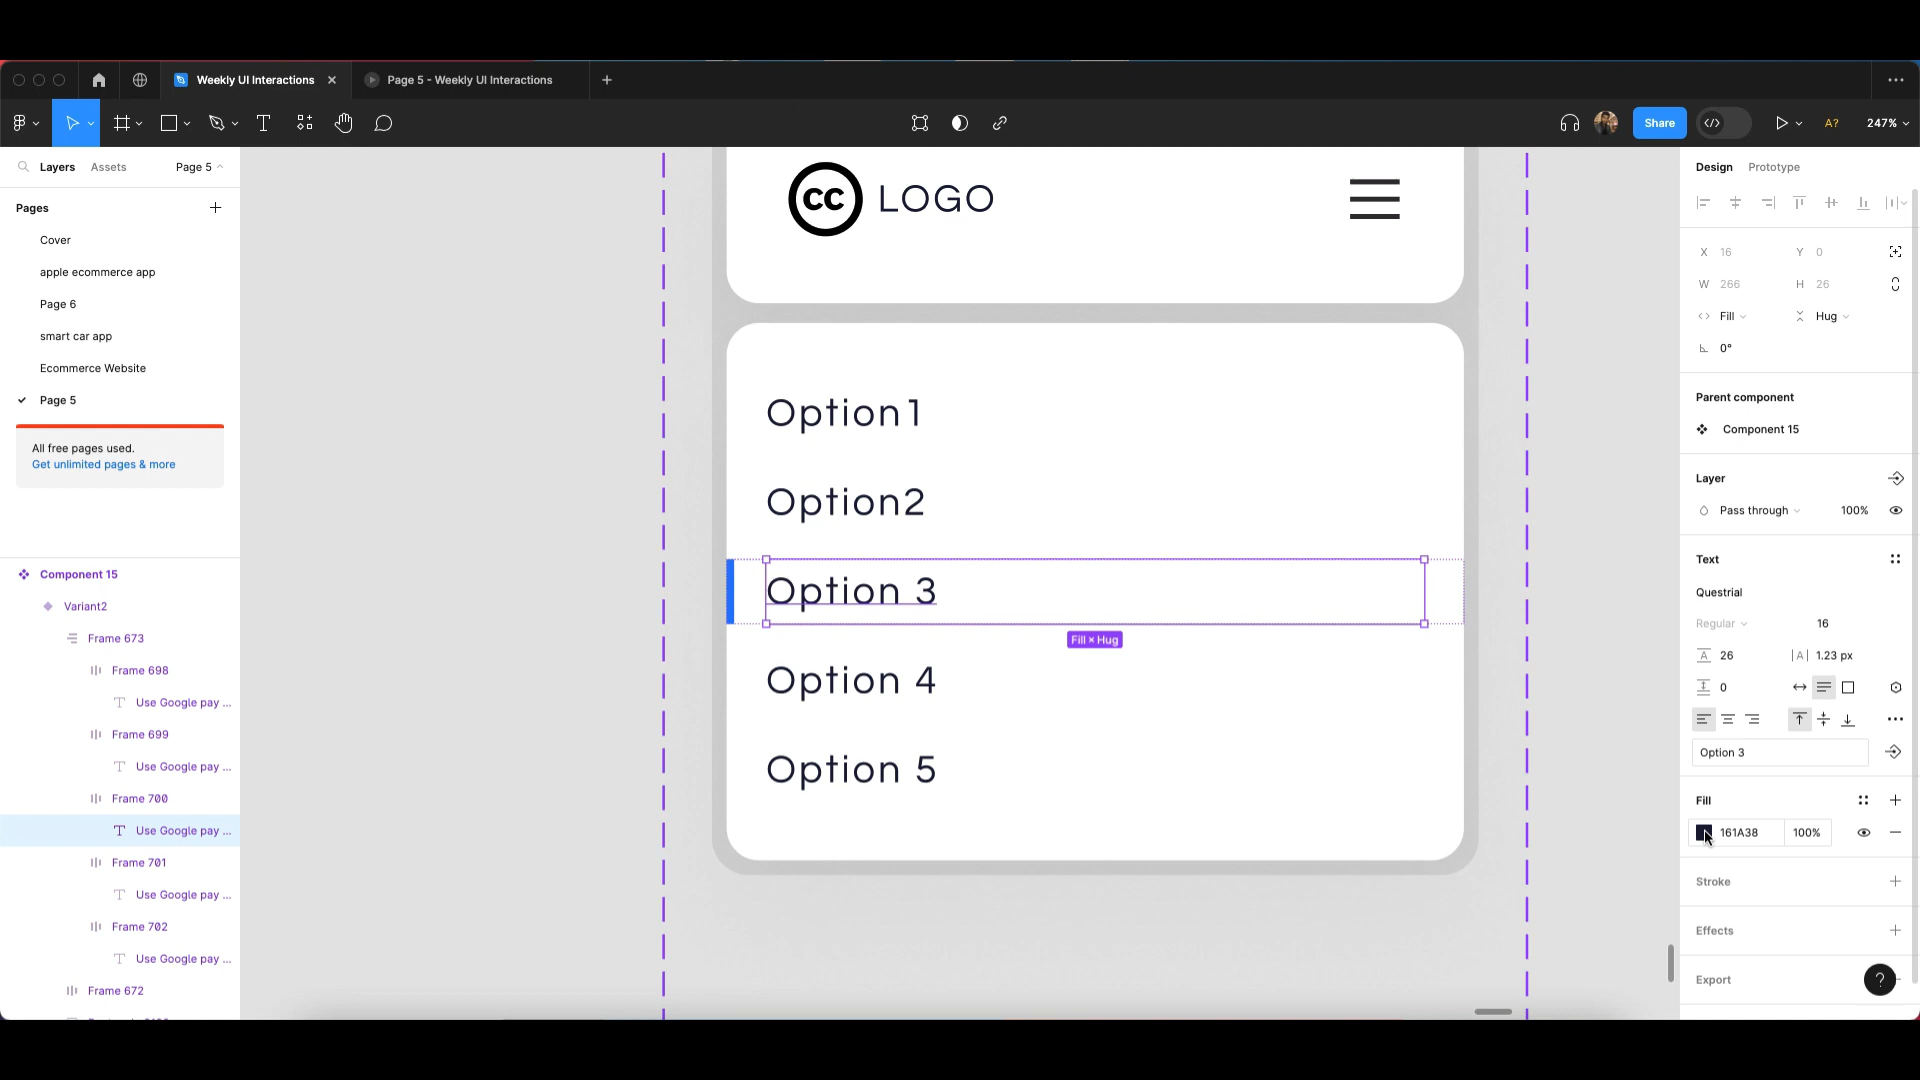 Weekly UI Interactions
Page 5 - Weekly UI Interactions
Share
A?
247%
Layers
Assets
Page 5
Pages
Cover
apple ecommerce app
Page 6
smart car app
Ecommerce Website
Page 5
All free pages used.
Get unlimited pages & more
Component 15
Variant2
Frame 673
Frame 698
Use Google pay ...
Frame 699
Use Google pay ...
Frame 700
Use Google pay ...
Frame 701
Use Google pay ...
Frame 702
Use Google pay ...
Frame 672
cc LOGO
Option1
Option2
Option 3
Fill × Hug
Option 4
Option 5
Design
Prototype
X 16 Y 0
W 266 H 26
Fill Hug
0°
Parent component
Component 15
Layer
Pass through 100%
Text
Questrial
Regular 16
A 26 |A| 1.23 px
0
Option 3
Fill
161A38 100%
Stroke
Effects
Export
?